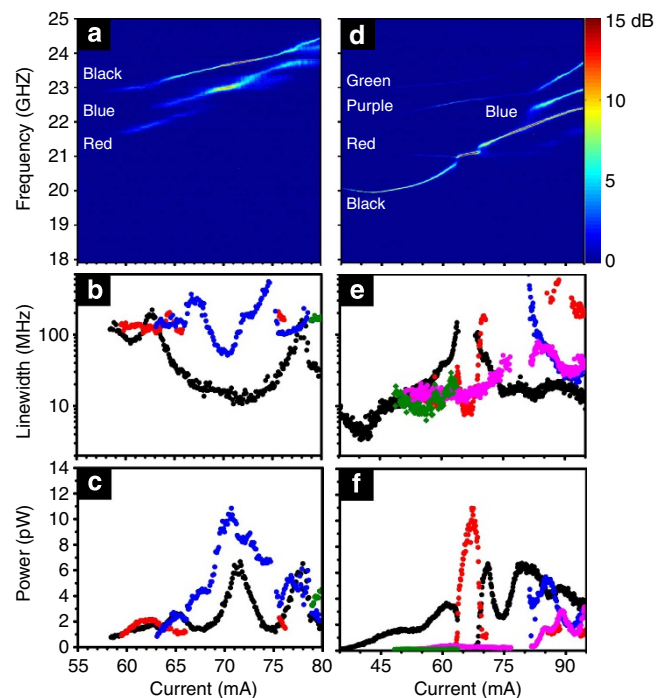 a
d
15 dB
10
5
0
Frequency (GHZ)
25
24
23
22
21
20
19
18
Black
Blue
Red
Green
Purple
Blue
Red
Black
b
e
Linewidth (MHz)
100
10
c
f
Power (pW)
14
12
10
8
6
4
2
0
55 60 65 70 75 80
45 60 75 90
Current (mA)
Current (mA)